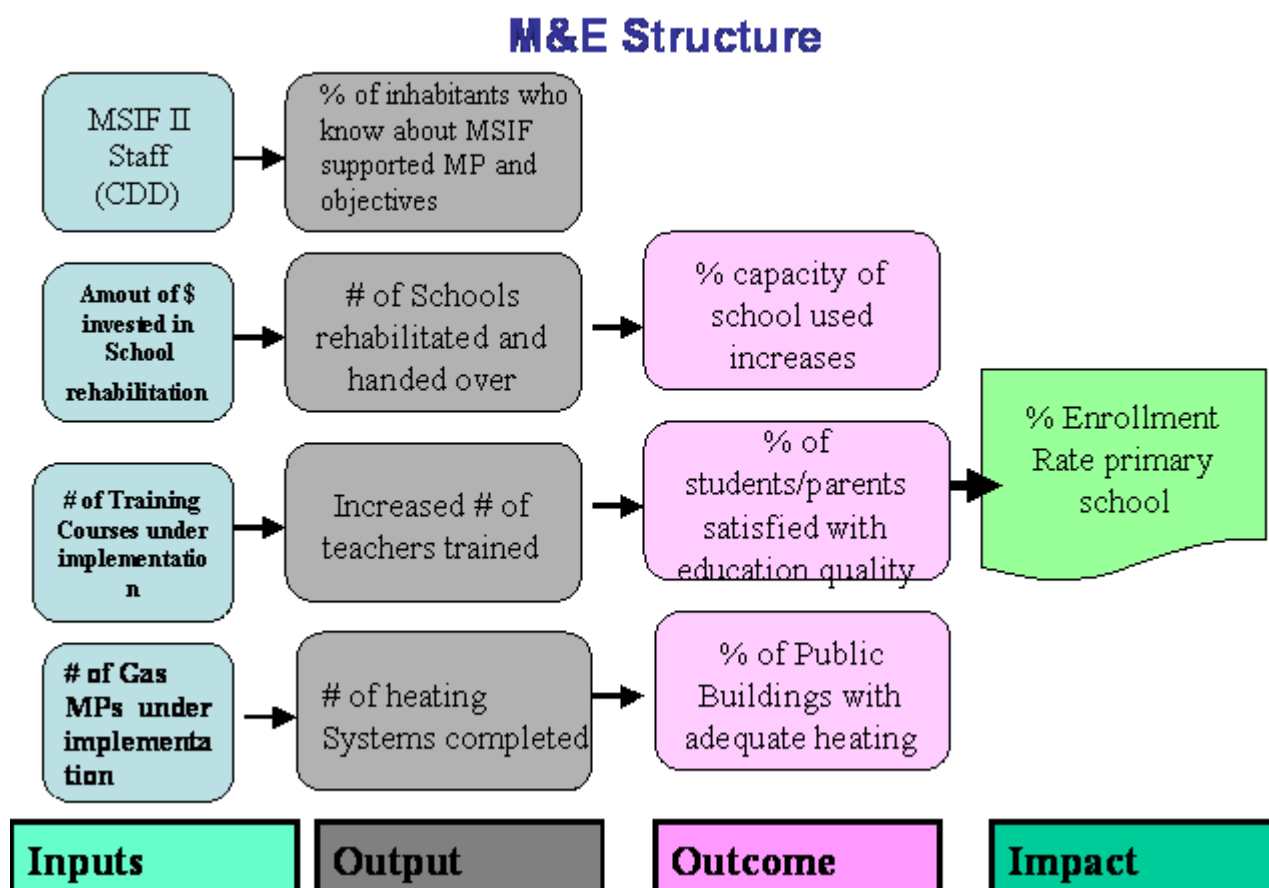 M&E Structure
MSIF II
Staff
(CDD)
% of inhabitants who
know about MSIF
supported MP and
objectives
Amout of $
invested in
School
rehabilitation
# of Schools
rehabilitated and
handed over
% capacity of
school used
increases
# of Training
Courses under
implementatio
n
Increased # of
teachers trained
% of
students/parents
satisfied with
education quality
% Enrollment
Rate primary
school
# of Gas
MPs under
implementa
tion
# of heating
Systems completed
% of Public
Buildings with
adequate heating
Inputs
Output
Outcome
Impact